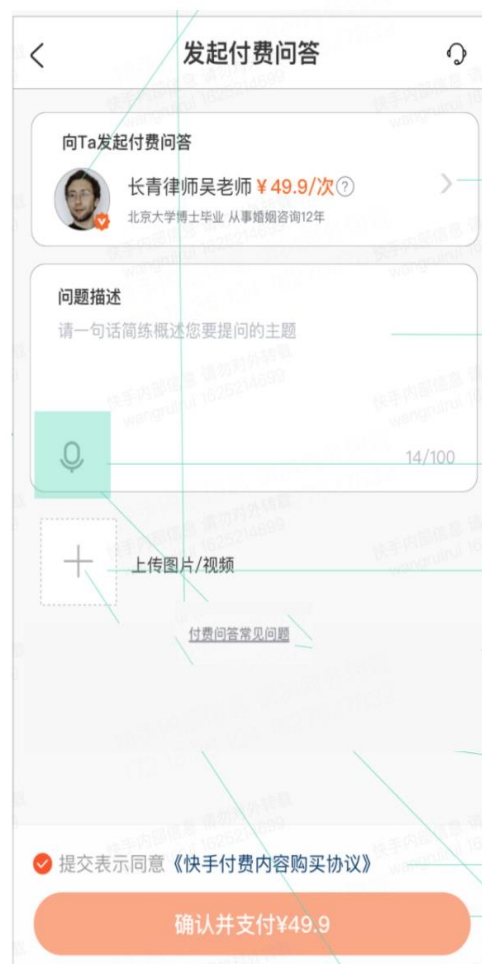 发起付费问答
向Ta发起付费问答
长青律师吴老师 ¥49.9/次?
北京大学博士毕业 从事婚姻咨询12年
问题描述
请一句话简练概述您要提问的主题
14/100
上传图片/视频
付费问答常见问题
提交表示同意《快手付费内容购买协议》
确认并支付¥49.9